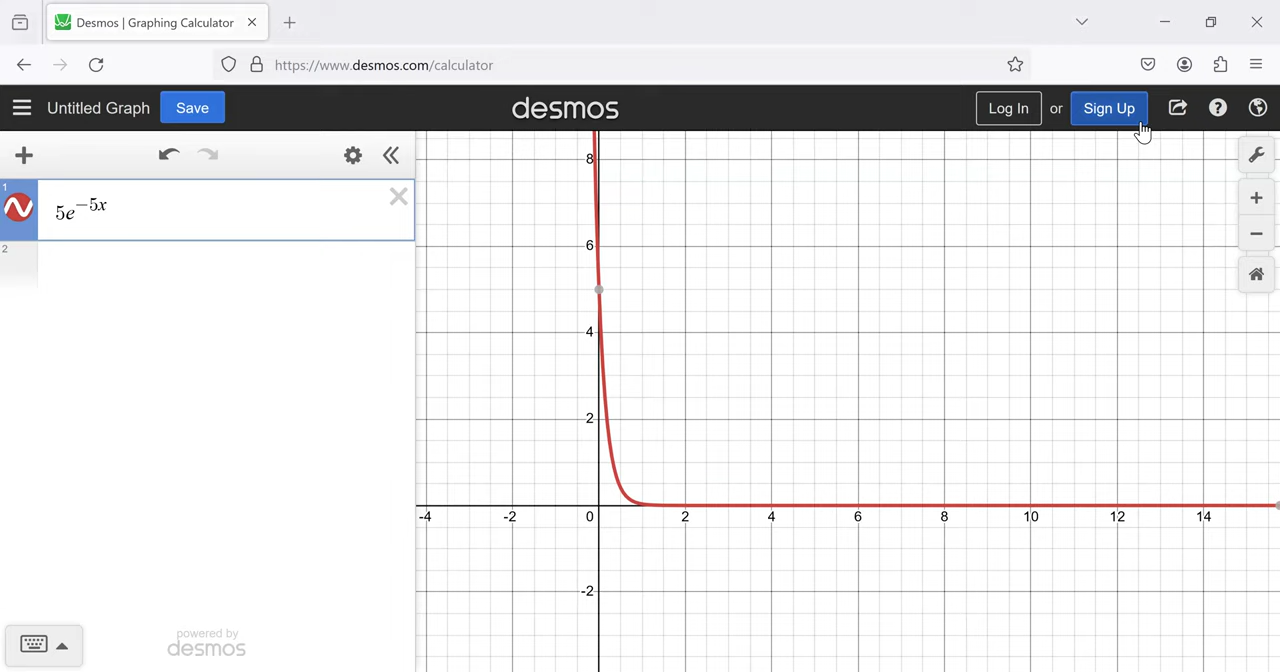 Desmos | Graphing Calculator
https://www.desmos.com/calculator
Untitled Graph Save desmos Log In or Sign Up
1
5e^{-5x}
2
8
6
4
2
-4 -2 0 2 4 6 8 10 12 14
-2
powered by
desmos